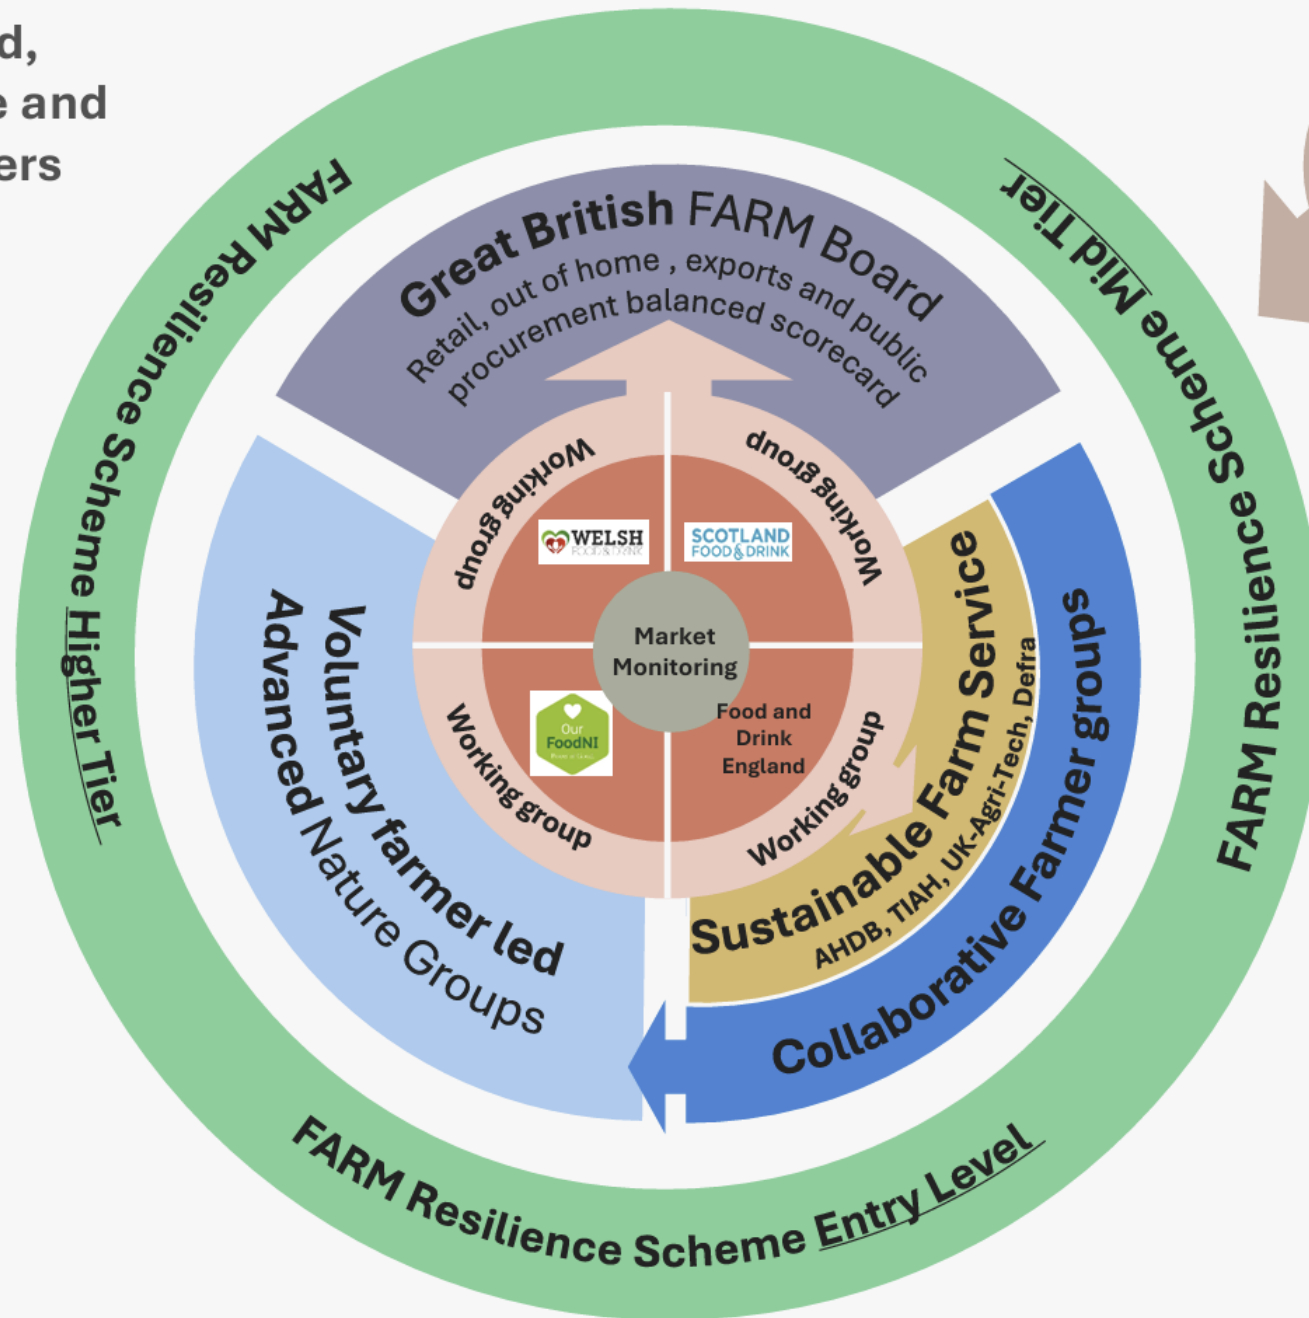 d,
e and
ers
FARM Resilience Scheme Higher Tier
FARM Resilience Scheme Mid Tier
FARM Resilience Scheme Entry Level
Great British FARM Board
Retail, out of home , exports and public
procurement balanced scorecard
Working group
Working group
WELSH
FOOD & DRINK
SCOTLAND
FOOD & DRINK
Market
Monitoring
Our
FoodNI
Food and
Drink
England
Working group
Working group
Sustainable Farm Service
AHDB, TIAH, UK-Agri-Tech, Defra
Collaborative Farmer groups
Voluntary farmer led
Advanced Nature Groups